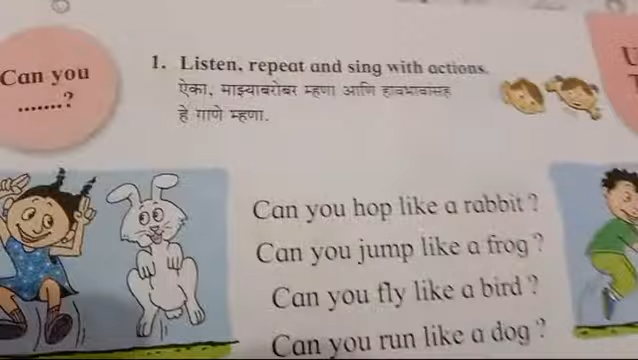 Can you
.......?
1. Listen, repeat and sing with actions.
ऐका, माझ्याबरोबर म्हणा आणि हावभावांसह
हे गाणे म्हणा.
Can you hop like a rabbit ?
Can you jump like a frog ?
Can you fly like a bird ?
Can you run like a dog ?